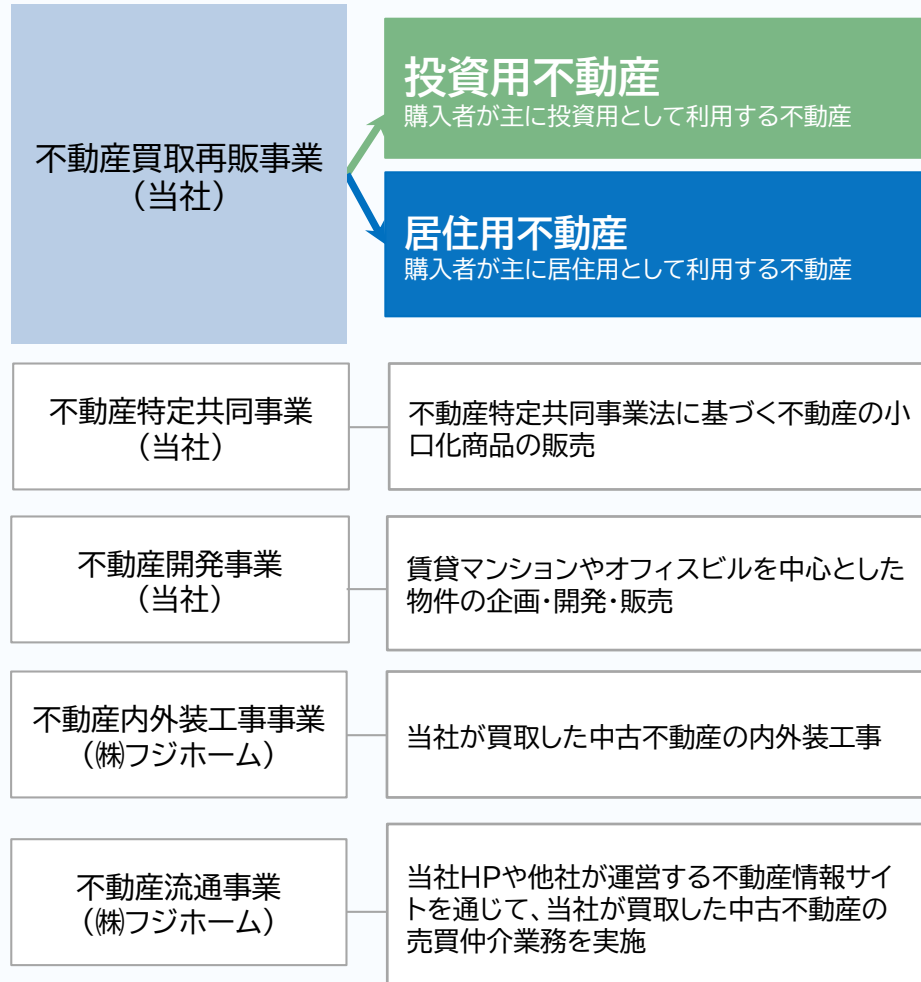 不動産買取再販事業
（当社）
投資用不動産
購入者が主に投資用として利用する不動産
居住用不動産
購入者が主に居住用として利用する不動産
不動産特定共同事業
（当社）
不動産特定共同事業法に基づく不動産の小
口化商品の販売
不動産開発事業
（当社）
賃貸マンションやオフィスビルを中心とした
物件の企画・開発・販売
不動産内外装工事事業
（㈱フジホーム）
当社が買取した中古不動産の内外装工事
不動産流通事業
（㈱フジホーム）
当社HPや他社が運営する不動産情報サイ
トを通じて、当社が買取した中古不動産の
売買仲介業務を実施